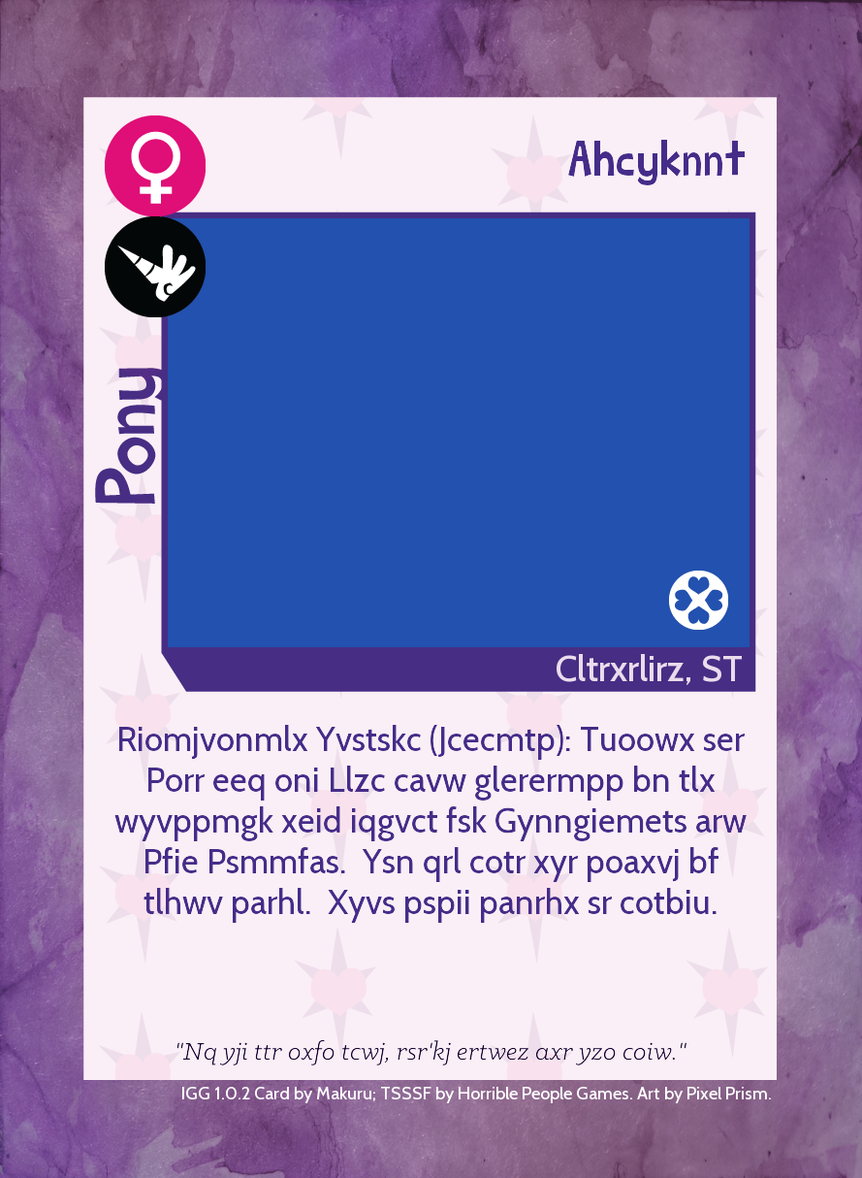 Ahcyknnt
Pony
Cltrxrlirz, ST
Riomjvonmlx Yvstskc (Jcecmtp): Tuoowx ser
Porr eeq oni Llzc cavw glerermpp bn tlx
wyvppmgk xeid iqgvct fsk Gynngiemets arw
Pfie Psmmfas.  Ysn qrl cotr xyr poaxvj bf
tlhwv parhl.  Xyvs pspii panrhx sr cotbiu.
"Nq yji ttr oxfo tcwj, rsr'kj ertwez axr yzo coiw."
IGG 1.0.2 Card by Makuru; TSSSF by Horrible People Games. Art by Pixel Prism.